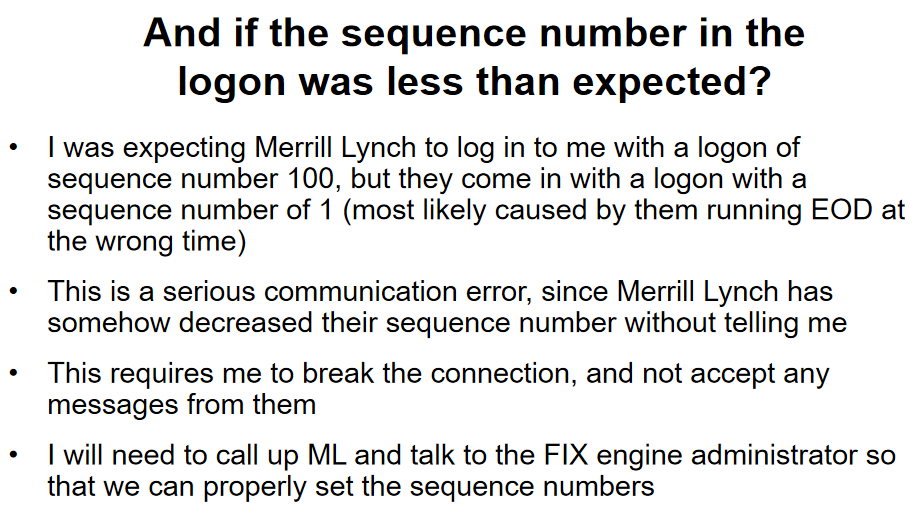 And if the sequence number in the
logon was less than expected?
• I was expecting Merrill Lynch to log in to me with a logon of
sequence number 100, but they come in with a logon with a
sequence number of 1 (most likely caused by them running EOD at
the wrong time)
• This is a serious communication error, since Merrill Lynch has
somehow decreased their sequence number without telling me
• This requires me to break the connection, and not accept any
messages from them
• I will need to call up ML and talk to the FIX engine administrator so
that we can properly set the sequence numbers